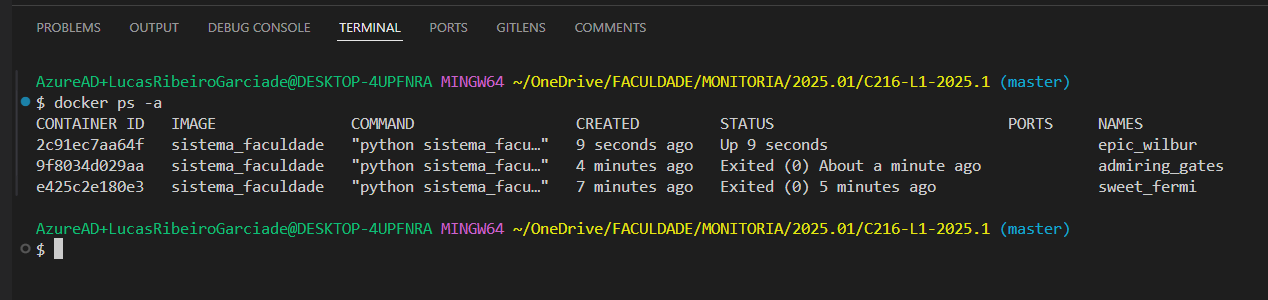 PROBLEMS OUTPUT DEBUG CONSOLE TERMINAL PORTS GITLENS COMMENTS
AzureAD+LucasRibeiroGarciade@DESKTOP-4UPFNRA MINGW64 ~/OneDrive/FACULDADE/MONITORIA/2025.01/C216-L1-2025.1 (master)
$ docker ps -a
CONTAINER ID IMAGE COMMAND CREATED STATUS PORTS NAMES
2c91ec7aa64f sistema_faculdade "python sistema_facu…" 9 seconds ago Up 9 seconds epic_wilbur
9f8034d029aa sistema_faculdade "python sistema_facu…" 4 minutes ago Exited (0) About a minute ago admiring_gates
e425c2e180e3 sistema_faculdade "python sistema_facu…" 7 minutes ago Exited (0) 5 minutes ago sweet_fermi
AzureAD+LucasRibeiroGarciade@DESKTOP-4UPFNRA MINGW64 ~/OneDrive/FACULDADE/MONITORIA/2025.01/C216-L1-2025.1 (master)
$